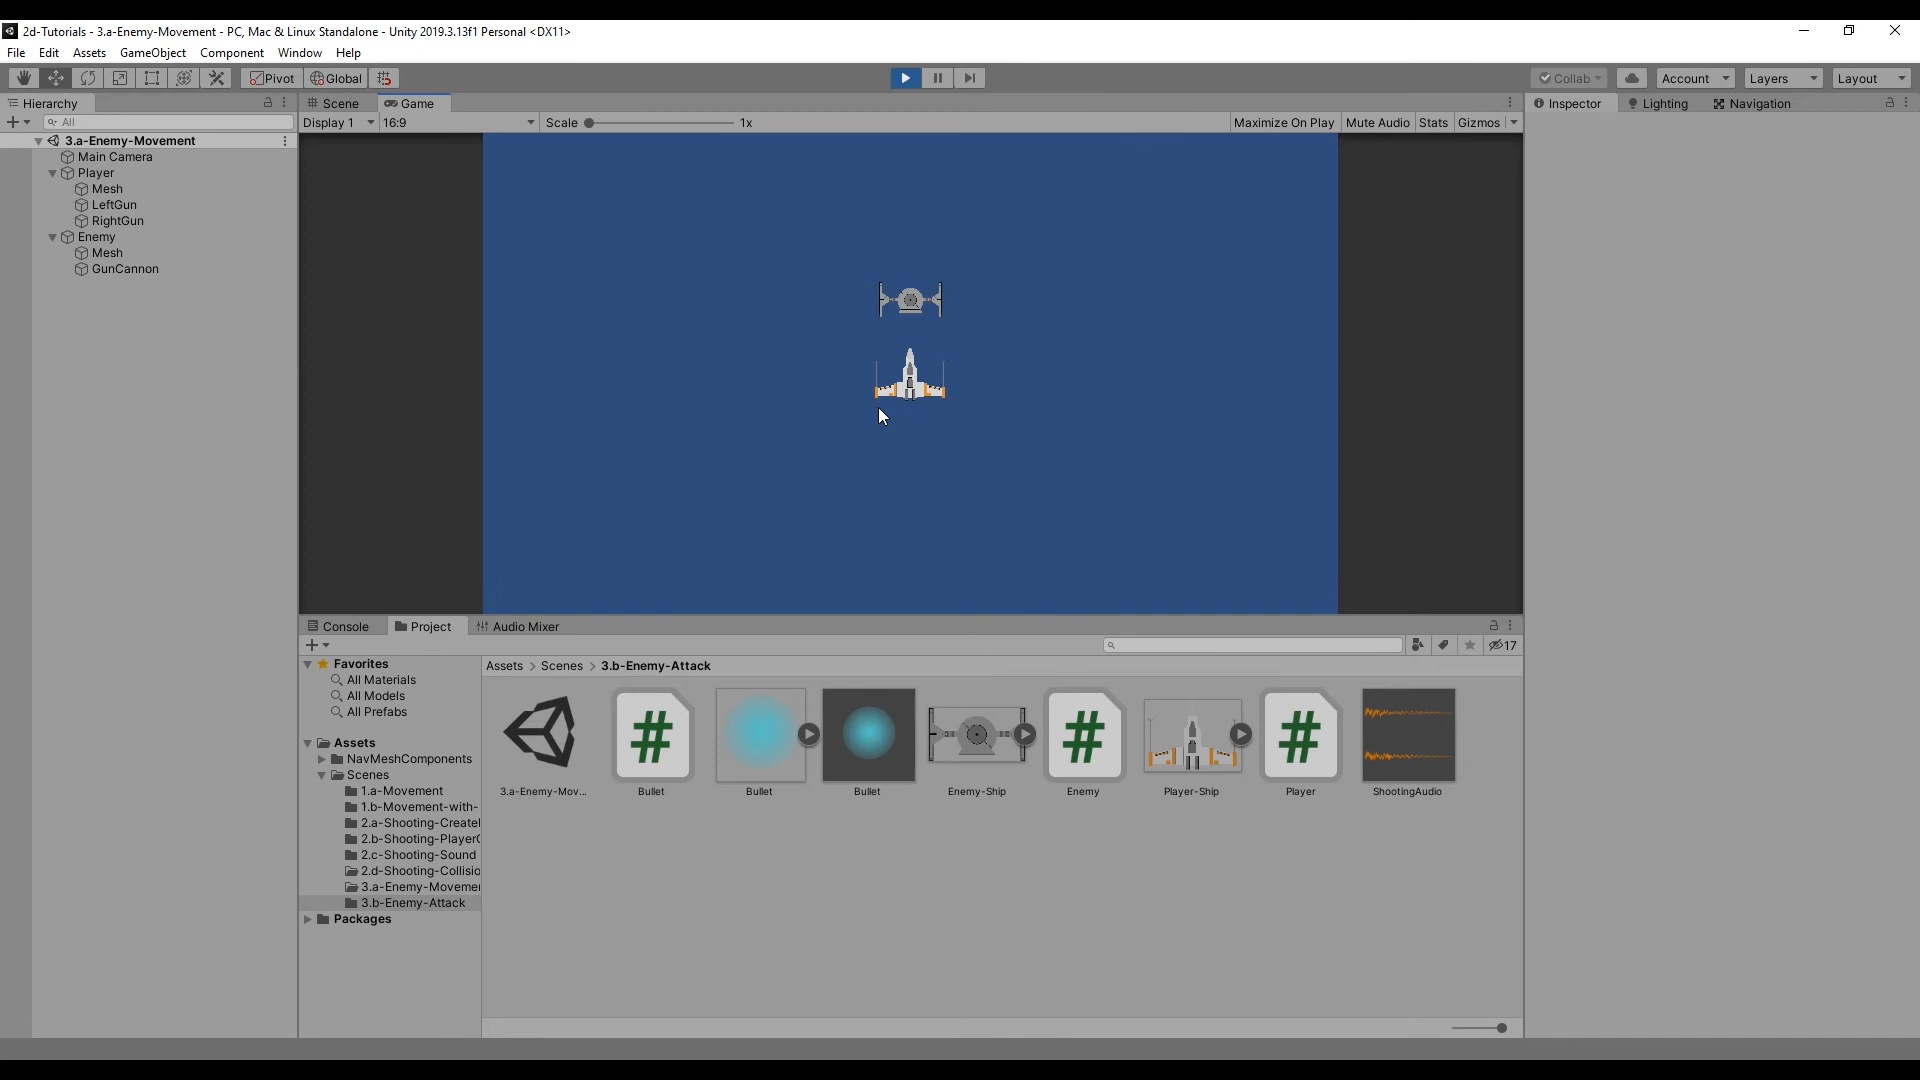 2d-Tutorials - 3.a-Enemy-Movement - PC, Mac & Linux Standalone - Unity 2019.3.13f1 Personal <DX11>
File Edit Assets GameObject Component Window Help
Pivot Global Collab Account Layers Layout
Hierarchy
All
3.a-Enemy-Movement
Main Camera
Player
Mesh
LeftGun
RightGun
Enemy
Mesh
GunCannon
Scene Game
Display 1 16:9 Scale 1x Maximize On Play Mute Audio Stats Gizmos
Inspector Lighting Navigation
Console Project Audio Mixer
17
Favorites
All Materials
All Models
All Prefabs
Assets
NavMeshComponents
Scenes
1.a-Movement
1.b-Movement-with-
2.a-Shooting-Create
2.b-Shooting-Player
2.c-Shooting-Sound
2.d-Shooting-Collisio
3.a-Enemy-Moveme
3.b-Enemy-Attack
Packages
Assets > Scenes > 3.b-Enemy-Attack
3.a-Enemy-Mov... Bullet Bullet Bullet Enemy-Ship Enemy Player-Ship Player ShootingAudio